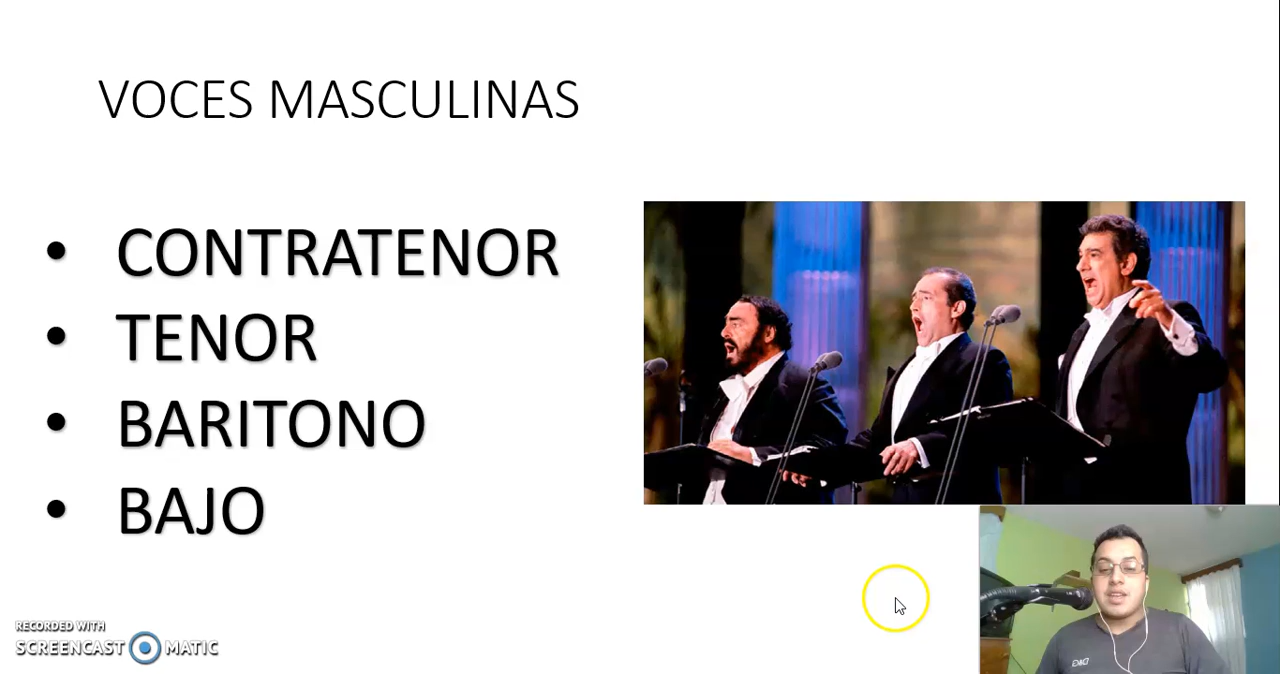 VOCES MASCULINAS
• CONTRATENOR
• TENOR
• BARITONO
• BAJO
RECORDED WITH
SCREENCAST MATIC
D&G